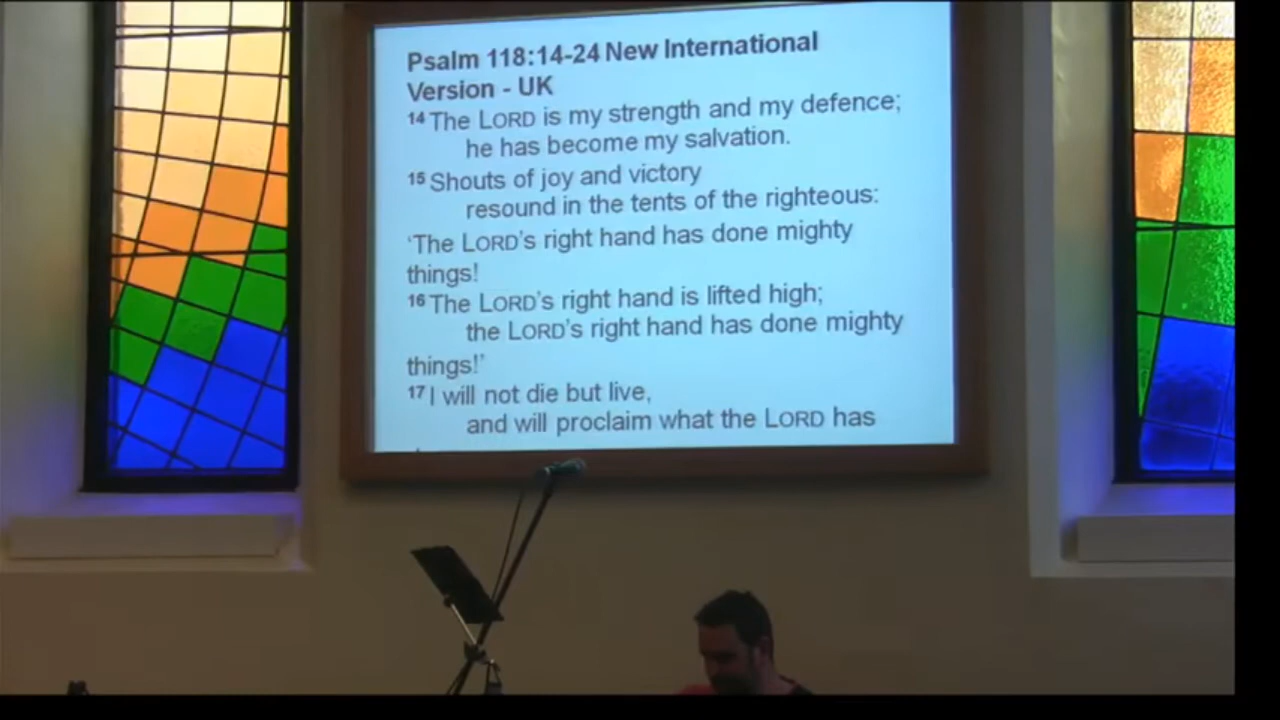 Psalm 118:14-24 New International
Version - UK
14 The LORD is my strength and my defence;
he has become my salvation.
15 Shouts of joy and victory
resound in the tents of the righteous:
‘The LORD’s right hand has done mighty
things!
16 The LORD’s right hand is lifted high;
the LORD’s right hand has done mighty
things!’
17 I will not die but live,
and will proclaim what the LORD has